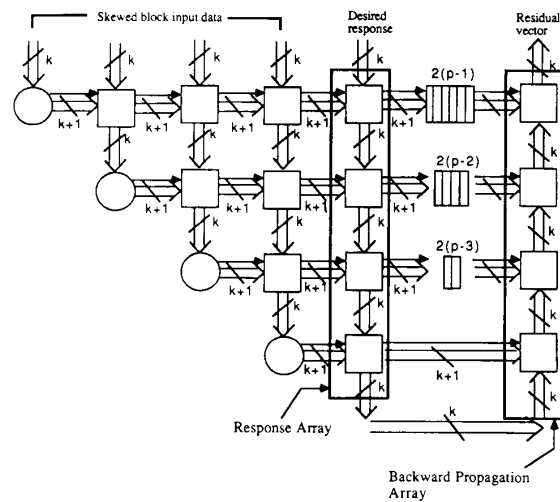 Skewed block input data
Desired
response
Residual
vector
k
k
k
k
k
k
2(p-1)
k+1
k+1
k+1
k+1
k+1
k
k
k
k
k
2(p-2)
k+1
k+1
k+1
k+1
k
k
k
k
2(p-3)
k+1
k+1
k+1
k
k
k
k+1
k+1
k
k
k
Response Array
Backward Propagation
Array